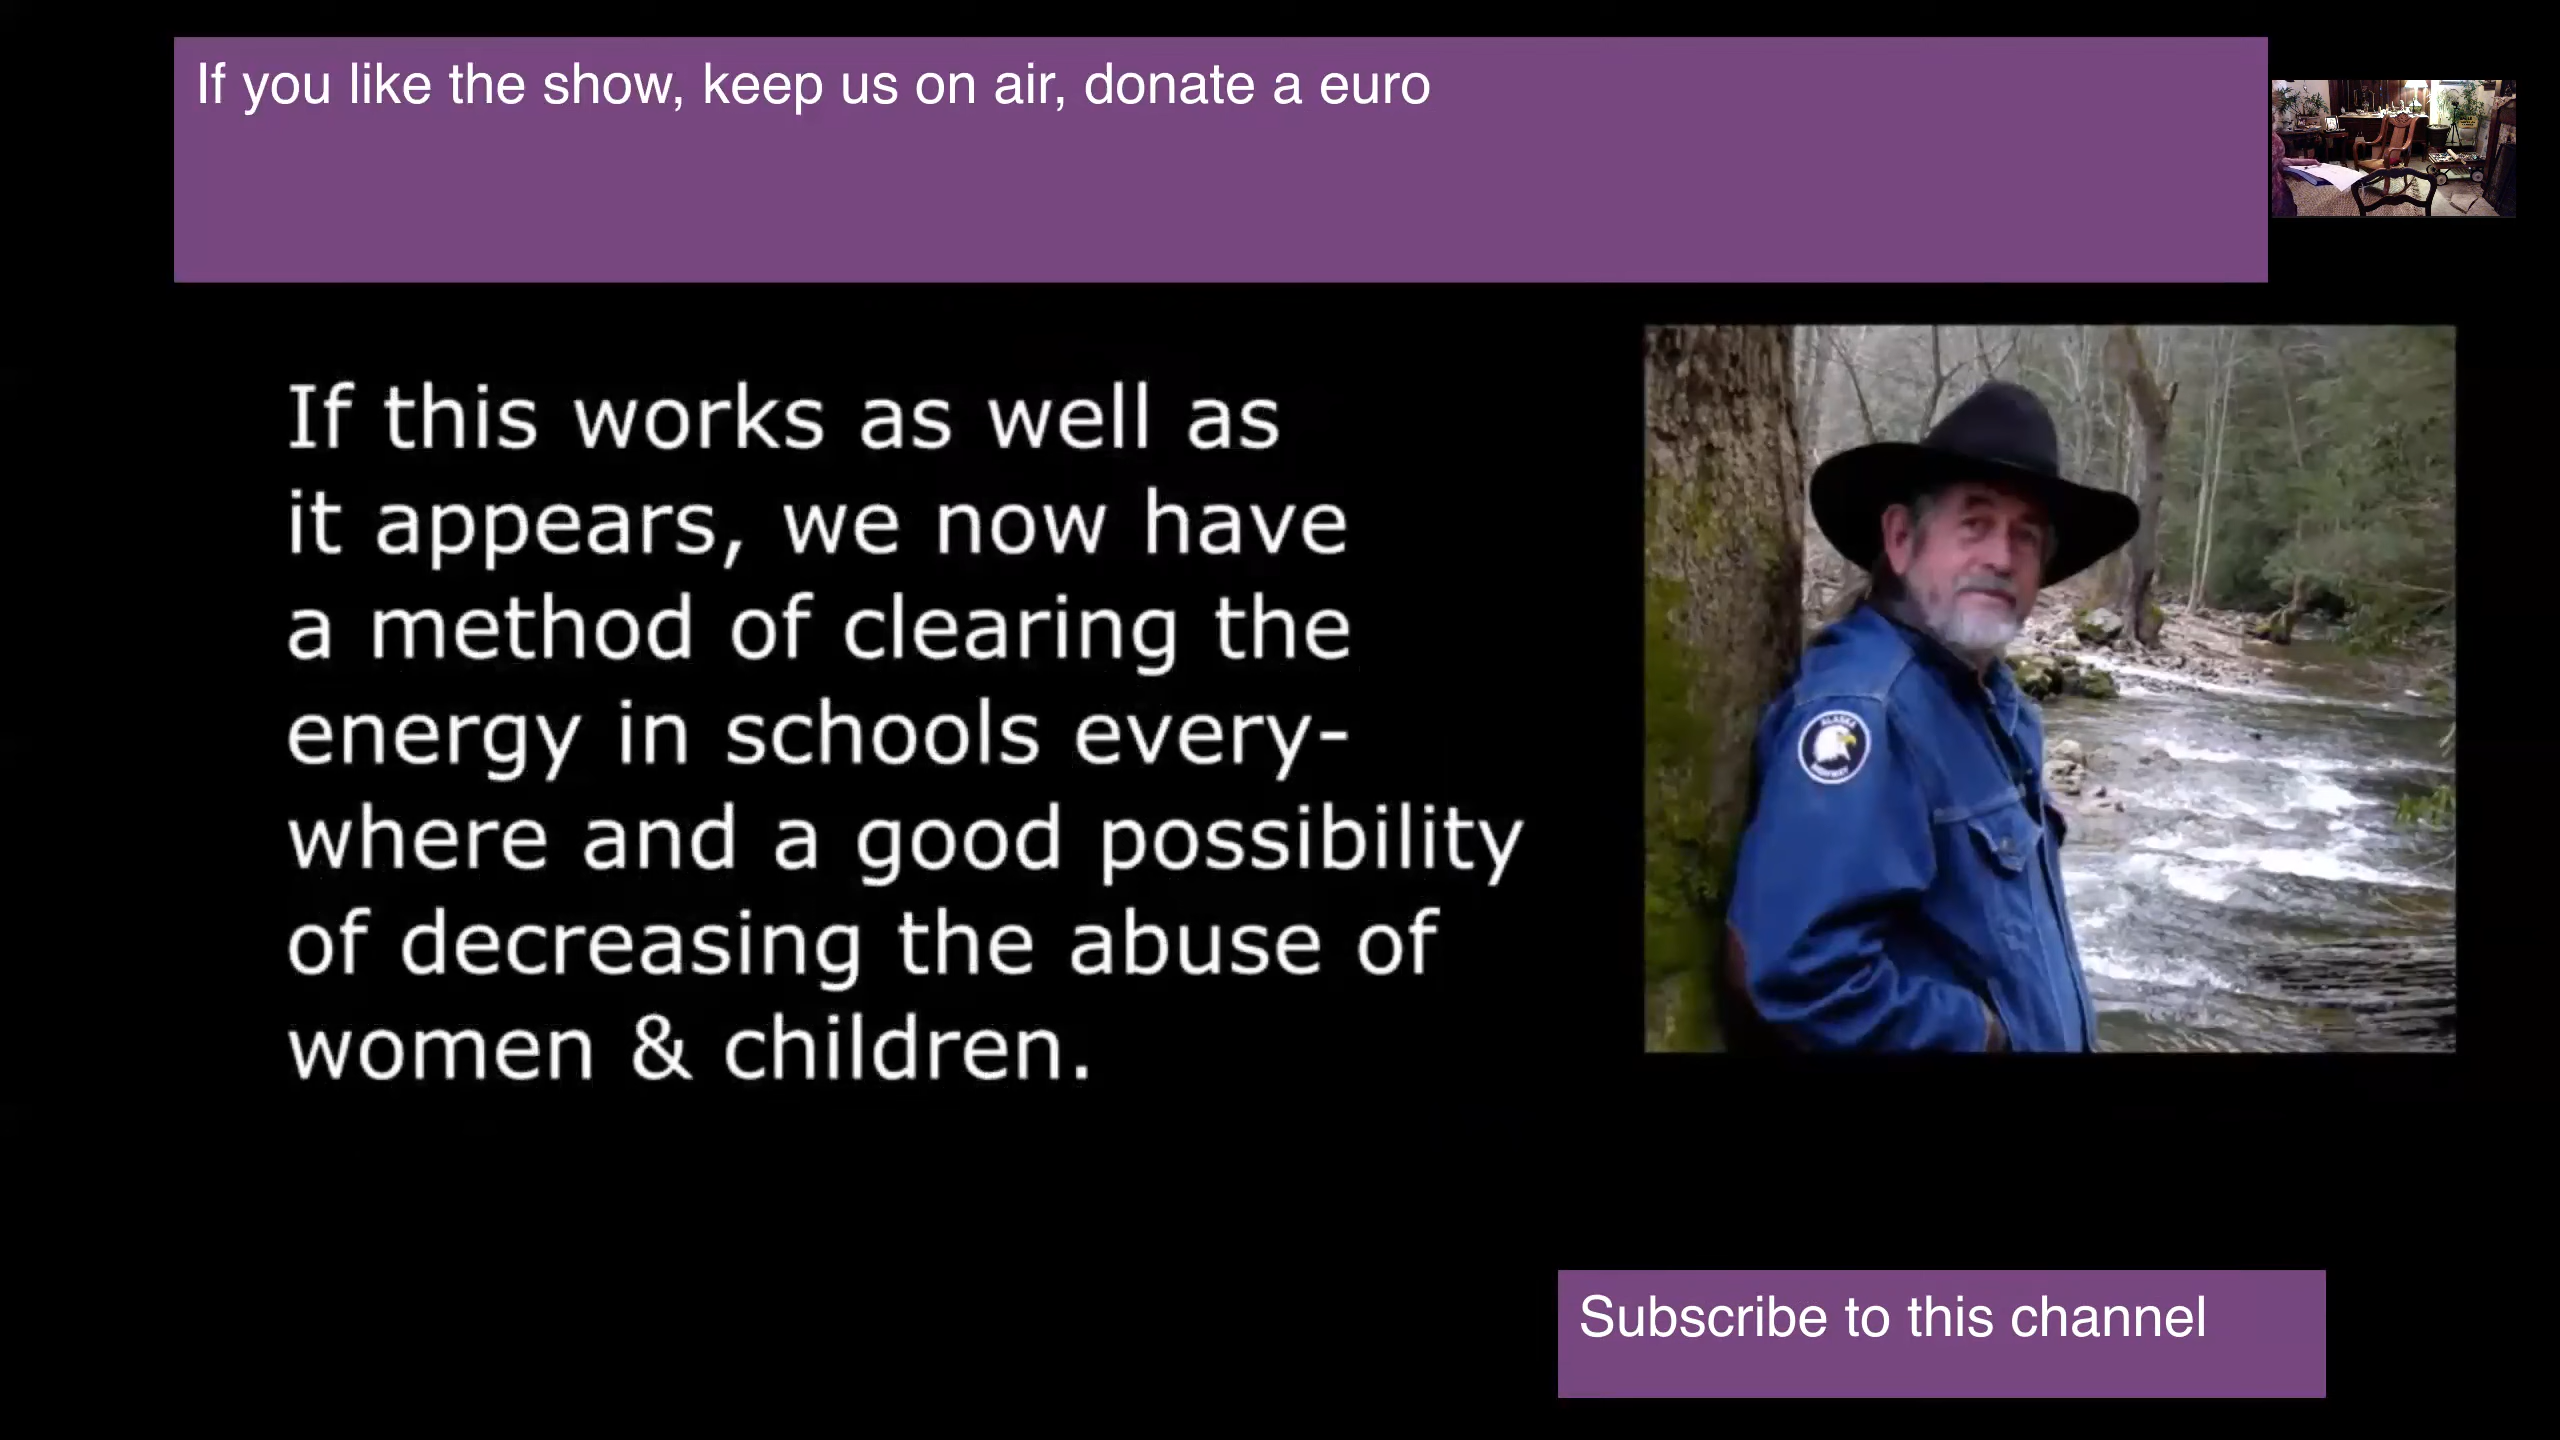 If you like the show, keep us on air, donate a euro
If this works as well as
it appears, we now have
a method of clearing the
energy in schools every-
where and a good possibility
of decreasing the abuse of
women & children.
ALASKA
HIGHWAY
Subscribe to this channel